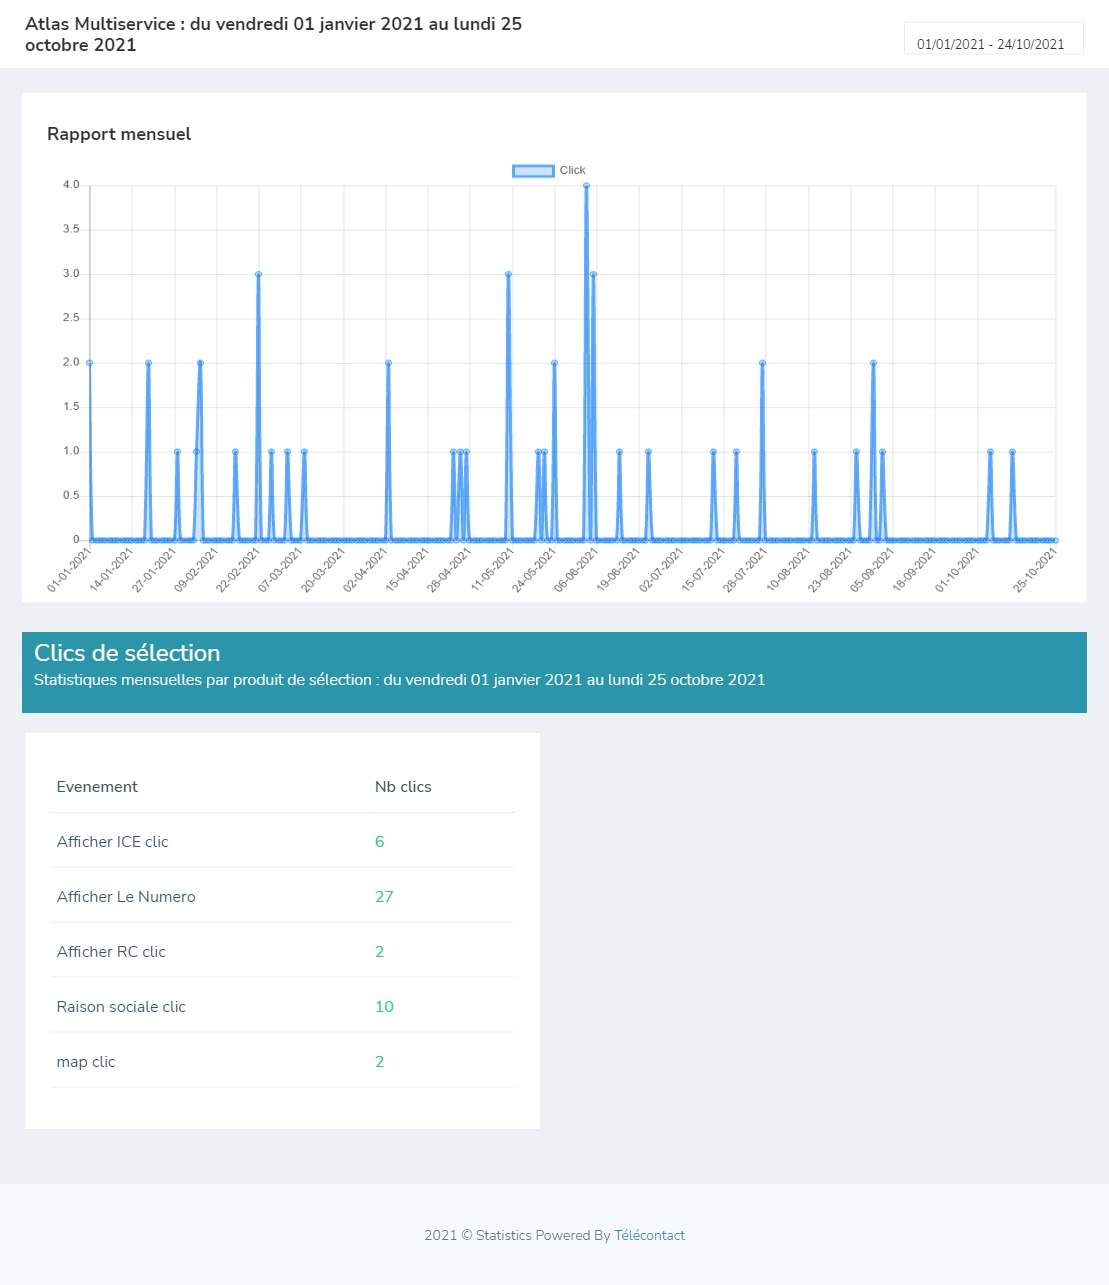 Atlas Multiservice : du vendredi 01 janvier 2021 au lundi 25
octobre 2021
01/01/2021 - 24/10/2021
Rapport mensuel
Click
4.0
3.5
3.0
2.5
2.0
1.5
1.0
0.5
0
01-01-2021
14-01-2021
27-01-2021
09-02-2021
22-02-2021
07-03-2021
20-03-2021
02-04-2021
15-04-2021
28-04-2021
11-05-2021
24-05-2021
06-06-2021
19-06-2021
02-07-2021
15-07-2021
28-07-2021
10-08-2021
23-08-2021
05-09-2021
18-09-2021
01-10-2021
25-10-2021
Clics de sélection
Statistiques mensuelles par produit de sélection : du vendredi 01 janvier 2021 au lundi 25 octobre 2021
Evenement Nb clics
Afficher ICE clic 6
Afficher Le Numero 27
Afficher RC clic 2
Raison sociale clic 10
map clic 2
2021 © Statistics Powered By Télécontact